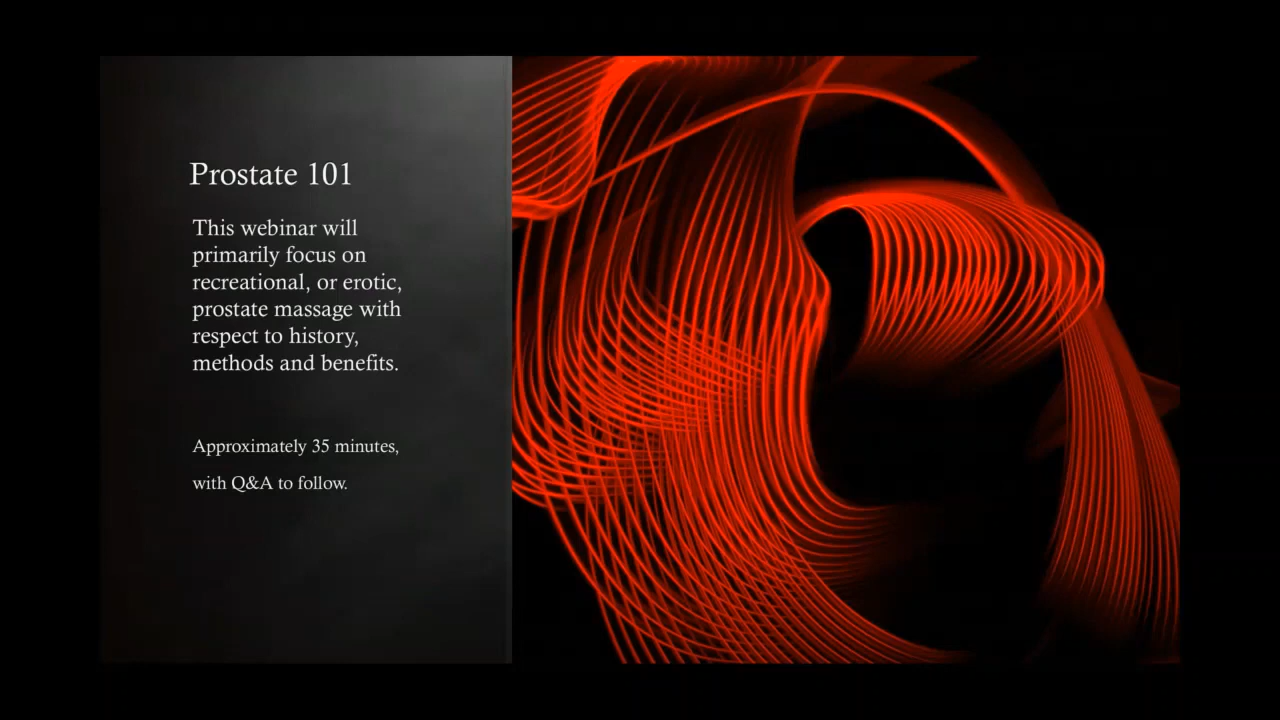 Prostate 101
This webinar will
primarily focus on
recreational, or erotic,
prostate massage with
respect to history,
methods and benefits.
Approximately 35 minutes,
with Q&A to follow.